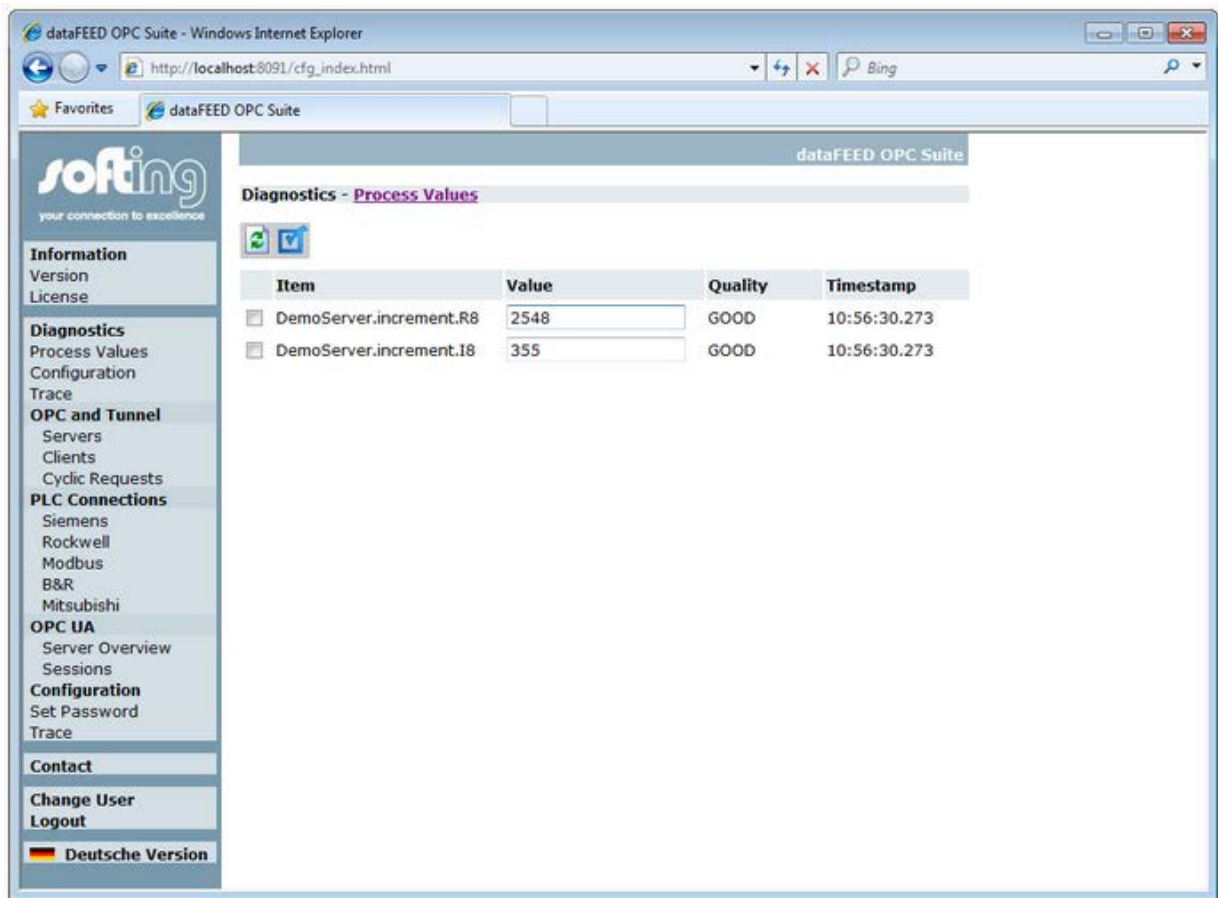 dataFEED OPC Suite - Windows Internet Explorer
http://localhost:8091/cfg_index.html
Bing
Favorites
dataFEED OPC Suite
softing
your connection to excellence
dataFEED OPC Suite
Diagnostics - Process Values
Information
Version
License
Diagnostics
Process Values
Configuration
Trace
OPC and Tunnel
Servers
Clients
Cyclic Requests
PLC Connections
Siemens
Rockwell
Modbus
B&R
Mitsubishi
OPC UA
Server Overview
Sessions
Configuration
Set Password
Trace
Contact
Change User
Logout
Deutsche Version
Item Value Quality Timestamp
DemoServer.increment.R8 2548 GOOD 10:56:30.273
DemoServer.increment.I8 355 GOOD 10:56:30.273